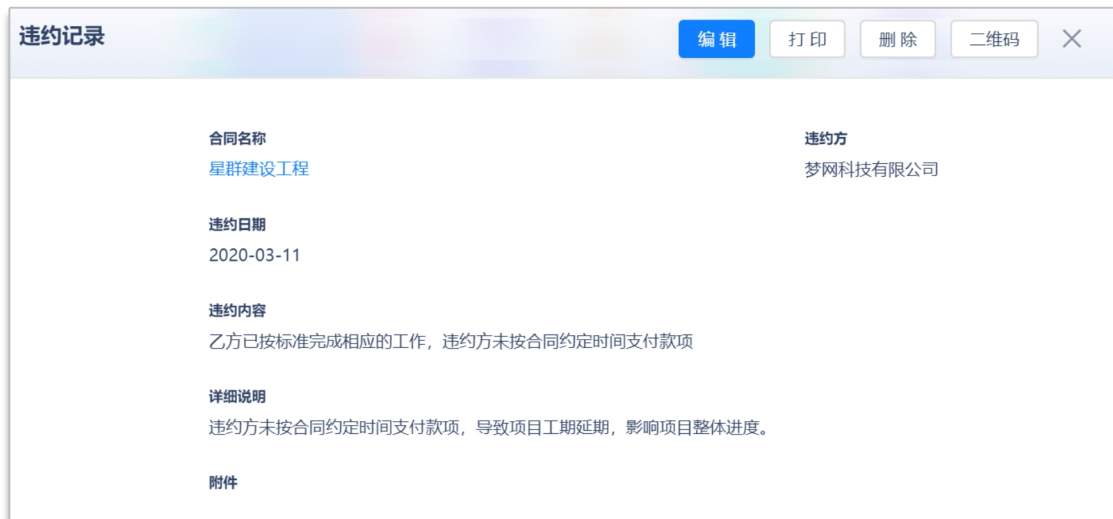 违约记录
编辑 打印 删除 二维码
合同名称 违约方
星群建设工程 梦网科技有限公司
违约日期
2020-03-11
违约内容
乙方已按标准完成相应的工作，违约方未按合同约定时间支付款项
详细说明
违约方未按合同约定时间支付款项，导致项目工期延期，影响项目整体进度。
附件